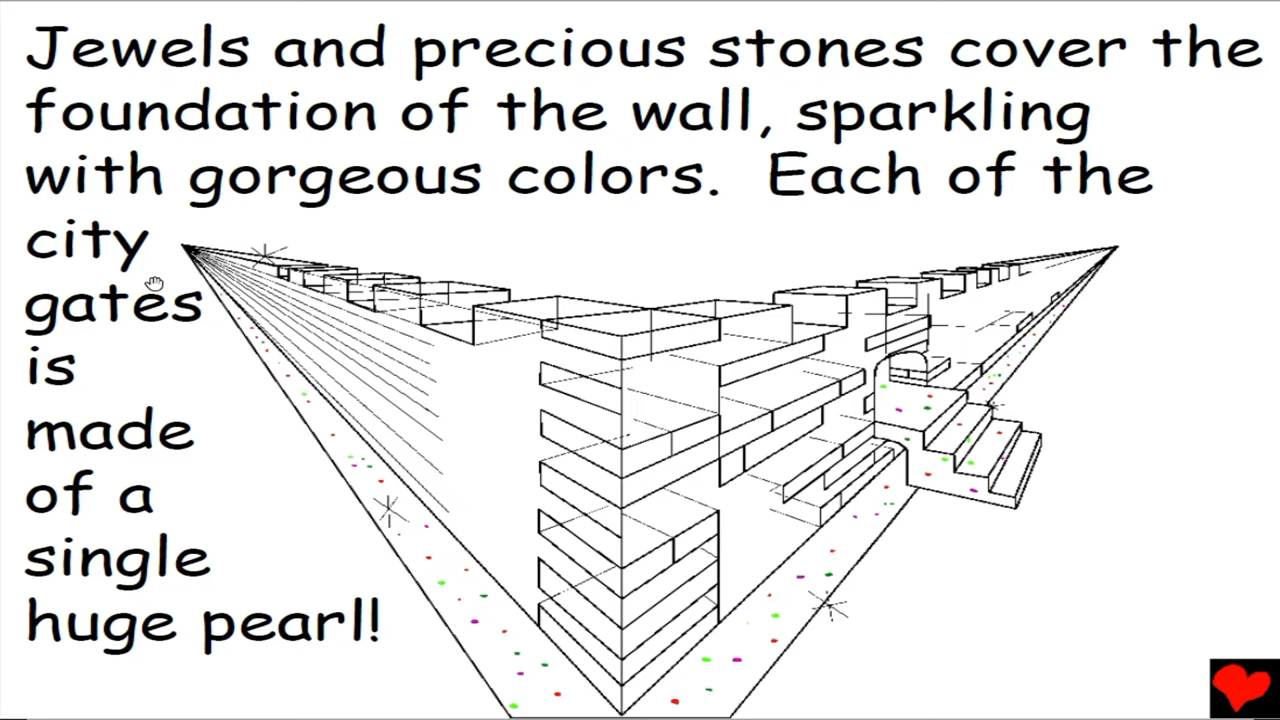 Jewels and precious stones cover the
foundation of the wall, sparkling
with gorgeous colors. Each of the
city
gates
is
made
of a
single
huge pearl!